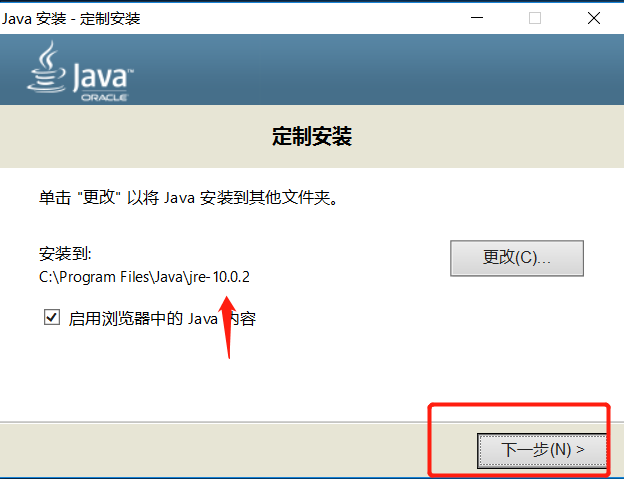 Java 安装 - 定制安装
Java™
ORACLE
定制安装
单击 "更改" 以将 Java 安装到其他文件夹。
安装到:
更改(C)...
C:\Program Files\Java\jre-10.0.2
启用浏览器中的 Java 内容
下一步(N) >